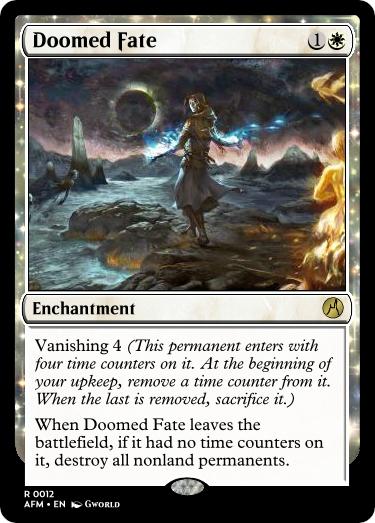 Doomed Fate 1
Enchantment
Vanishing 4 (This permanent enters with
four time counters on it. At the beginning of
your upkeep, remove a time counter from it.
When the last is removed, sacrifice it.)
When Doomed Fate leaves the
battlefield, if it had no time counters on
it, destroy all nonland permanents.
R 0012
AFM • EN GWORLD